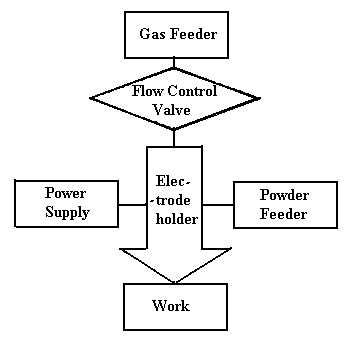 Gas Feeder
Flow Control
Valve
Power
Supply
Elec-
-trode
holder
Powder
Feeder
Work